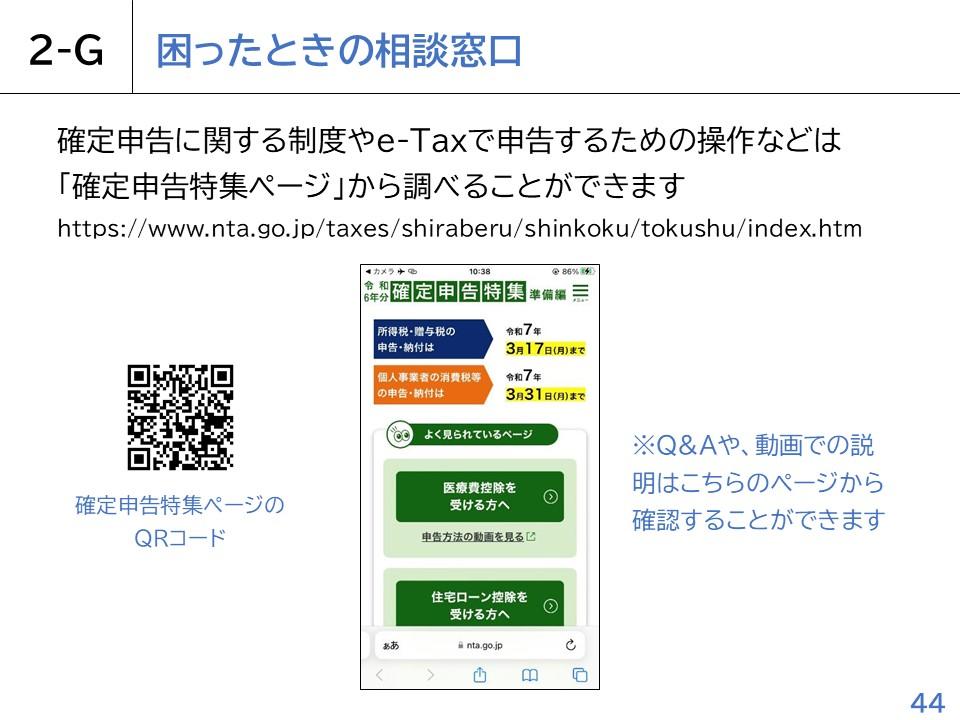 2-G
困ったときの相談窓口
確定申告に関する制度やe-Taxで申告するための操作などは
「確定申告特集ページ」から調べることができます
https://www.nta.go.jp/taxes/shiraberu/shinkoku/tokushu/index.htm
◀カメラ
10:38
86%
令和
6年分
確定申告特集
準備編
メニュー
所得税・贈与税の
申告・納付は
令和7年
3月17日(月)まで
個人事業者の消費税等
の申告・納付は
令和7年
3月31日(月)まで
よく見られているページ
医療費控除を
受ける方へ
申告方法の動画を見る
住宅ローン控除を
受ける方へ
ぁあ
nta.go.jp
確定申告特集ページの
QRコード
※Q&Aや、動画での説
明はこちらのページから
確認することができます
44